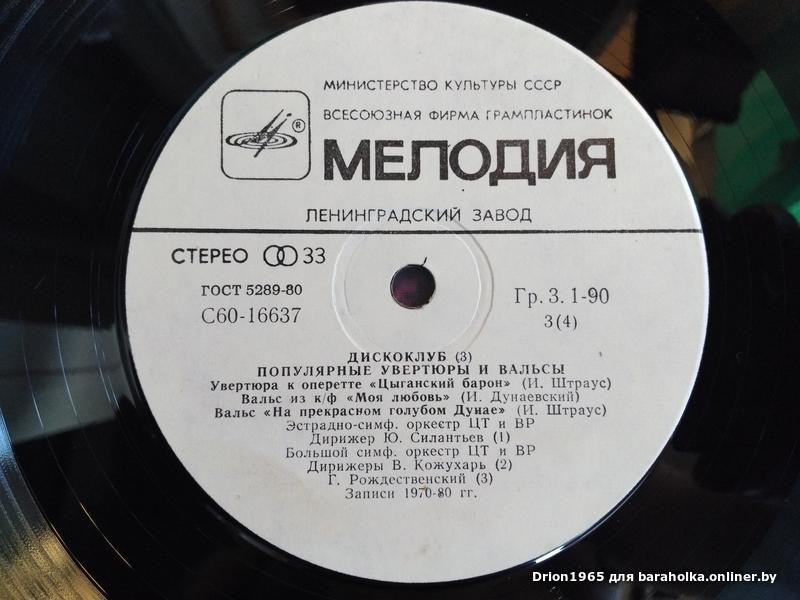 МИНИСТЕРСТВО КУЛЬТУРЫ СССР
ВСЕСОЮЗНАЯ ФИРМА ГРАМПЛАСТИНОК
®
МЕЛОДИЯ
ЛЕНИНГРАДСКИЙ ЗАВОД
СТЕРЕО 33
ГОСТ 5289-80
С60-16637
Гр. 3. 1-90
3(4)
ДИСКОКЛУБ (3)
ПОПУЛЯРНЫЕ УВЕРТЮРЫ И ВАЛЬСЫ
Увертюра к оперетте «Цыганский барон» (И. Штраус)
Вальс из к/ф «Моя любовь» (И. Дунаевский)
Вальс «На прекрасном голубом Дунае» (И. Штраус)
Эстрадно-симф. оркестр ЦТ и ВР
Дирижер Ю. Силантьев (1)
Большой симф. оркестр ЦТ и ВР
Дирижеры В. Кожухарь (2)
Г. Рождественский (3)
Записи 1970-80 гг.
Drion1965 для baraholka.onliner.by